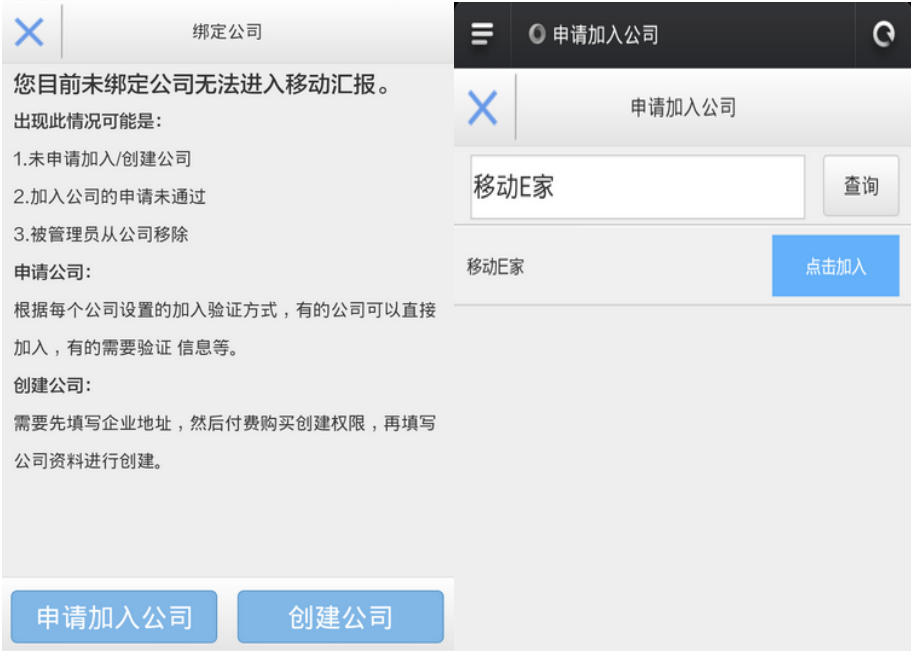 绑定公司
您目前未绑定公司无法进入移动汇报。
出现此情况可能是:
1.未申请加入/创建公司
2.加入公司的申请未通过
3.被管理员从公司移除
申请公司:
根据每个公司设置的加入验证方式，有的公司可以直接
加入，有的需要验证 信息等。
创建公司:
需要先填写企业地址，然后付费购买创建权限，再填写
公司资料进行创建。
申请加入公司
创建公司
申请加入公司
申请加入公司
移动E家
查询
移动E家
点击加入